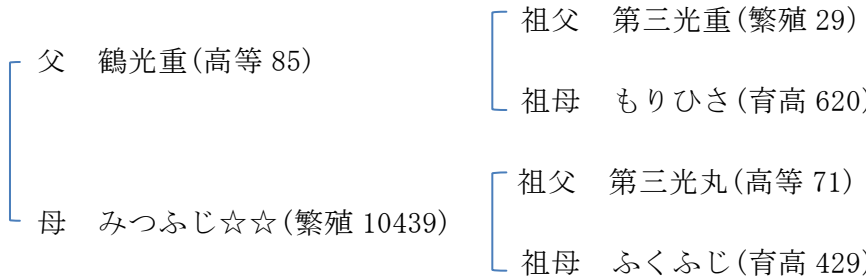 祖父　第三光重(繁殖 29)
父　鶴光重(高等 85)
祖母　もりひさ(育高 620)
祖父　第三光丸(高等 71)
母　みつふじ☆☆(繁殖 10439)
祖母　ふくふじ(育高 429)